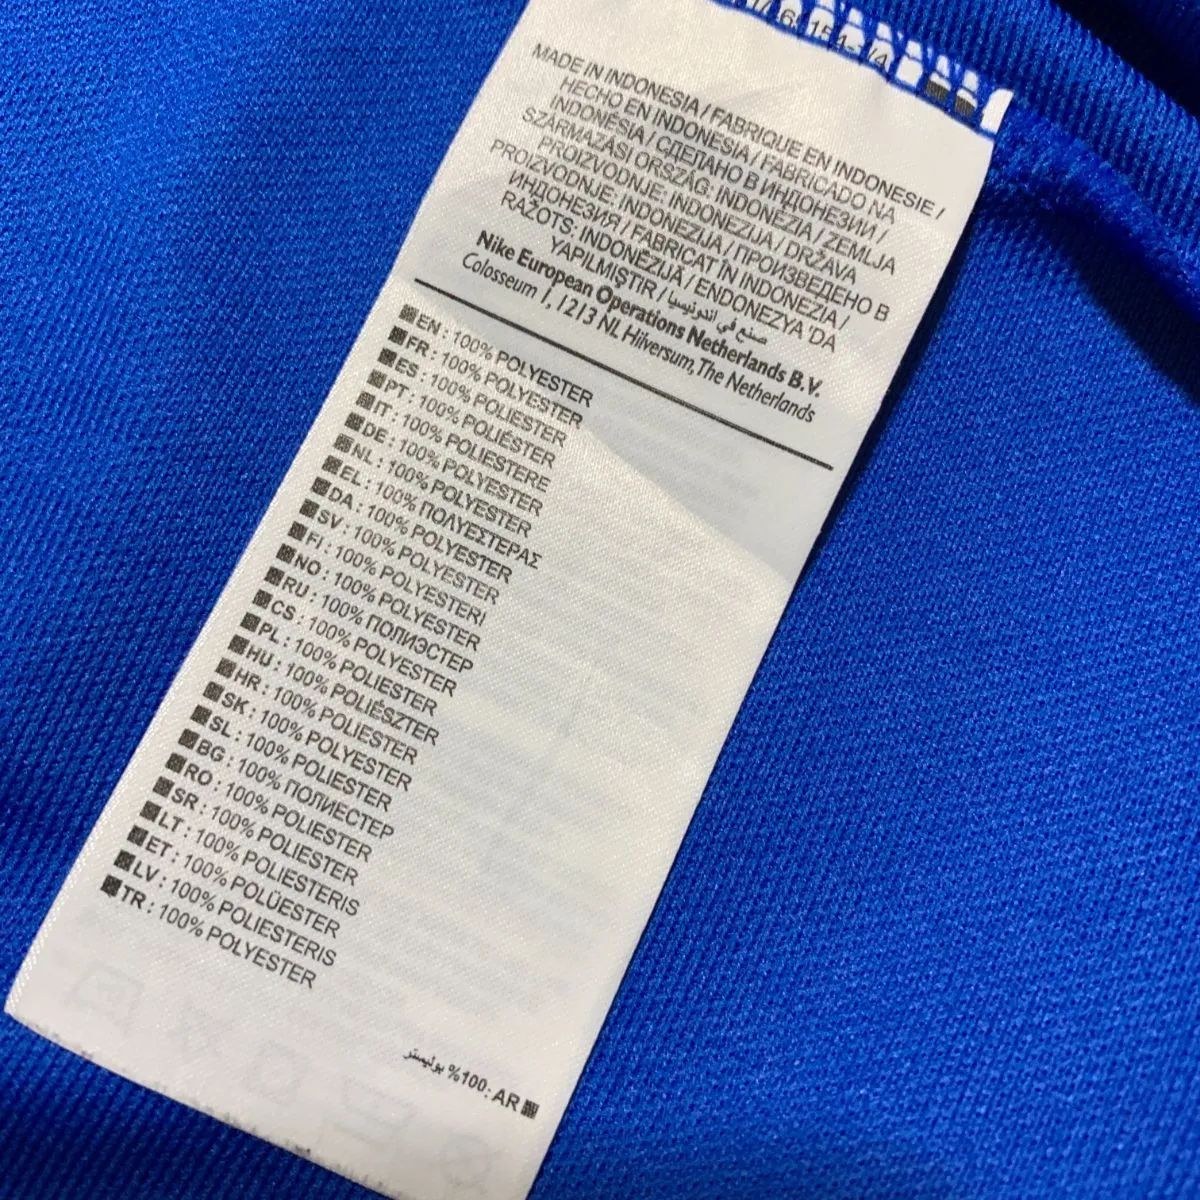 MADE IN INDONESIA / FABRIQUE EN INDONESIE /
HECHO EN INDONESIA / FABRICADO NA
INDONÉSIA / СДЕЛАНО В ИНДОНЕЗИИ /
SZÁRMAZÁSI ORSZÁG: INDONÉZIA / ZEMLJA
PROIZVODNJE: INDONEZIJA / DRŽAVA
PROIZVODNJE: INDONEZIJA / ПРОИЗВЕДЕНО В
ИНДОНЕЗИЯ / FABRICAT ÎN INDONEZIA /
RAŽOTS: INDONĒZIJĀ / ENDONEZYA 'DA
YAPILMIŞTIR / صنع في اندونيسيا
Nike European Operations Netherlands B.V.
Colosseum 1, 1213 NL Hilversum, The Netherlands
EN : 100% POLYESTER
FR : 100% POLYESTER
ES : 100% POLIESTER
PT : 100% POLIÉSTER
IT : 100% POLIESTERE
DE : 100% POLYESTER
NL : 100% POLYESTER
EL : 100% ΠΟΛΥΕΣΤΕΡΑΣ
DA : 100% POLYESTER
SV : 100% POLYESTER
FI : 100% POLYESTERI
NO : 100% POLYESTER
RU : 100% ПОЛИЭСТЕР
CS : 100% POLYESTER
PL : 100% POLIESTER
HU : 100% POLIÉSZTER
HR : 100% POLIESTER
SK : 100% POLYESTER
SL : 100% POLIESTER
BG : 100% ПОЛИЕСТЕР
RO : 100% POLIESTER
SR : 100% POLIESTER
LT : 100% POLIESTERIS
ET : 100% POLÜESTER
LV : 100% POLIESTERIS
TR : 100% POLYESTER
AR :100% بوليستر